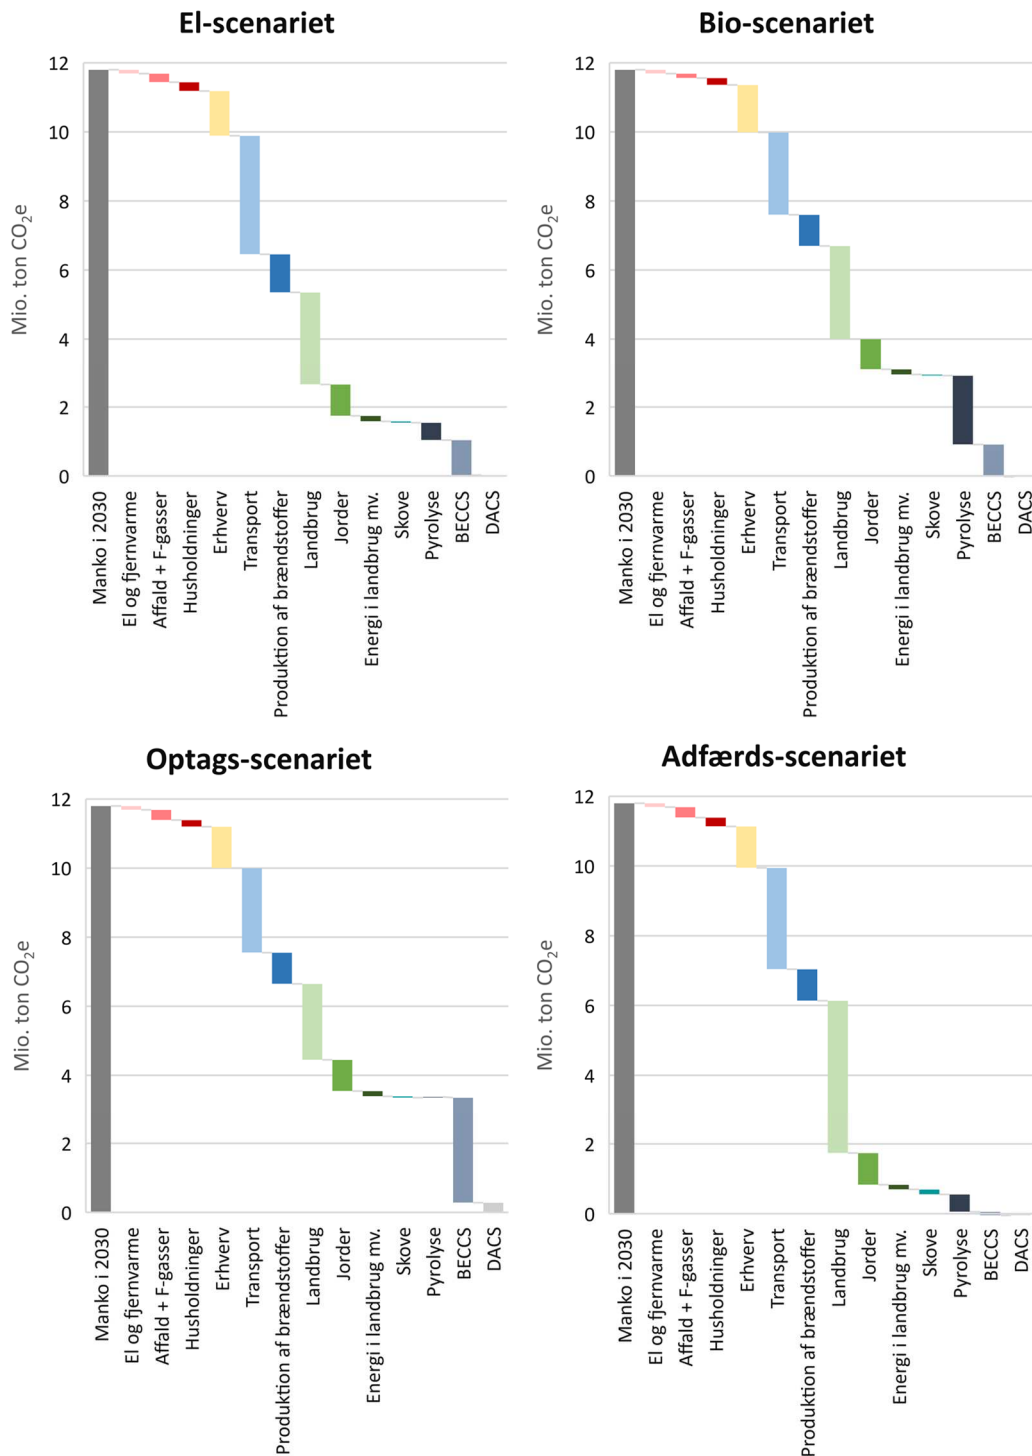 El-scenariet
12
10
8
6
4
2
0
Mio. ton CO₂e
Manko i 2030
El og fjernvarme
Affald + F-gasser
Husholdninger
Erhverv
Transport
Produktion af brændstoffer
Landbrug
Jorder
Energi i landbrug mv.
Skove
Pyrolyse
BECCS
DACS
Bio-scenariet
12
10
8
6
4
2
0
Mio. ton CO₂e
Manko i 2030
El og fjernvarme
Affald + F-gasser
Husholdninger
Erhverv
Transport
Produktion af brændstoffer
Landbrug
Jorder
Energi i landbrug mv.
Skove
Pyrolyse
BECCS
DACS
Optags-scenariet
12
10
8
6
4
2
0
Mio. ton CO₂e
Manko i 2030
El og fjernvarme
Affald + F-gasser
Husholdninger
Erhverv
Transport
Produktion af brændstoffer
Landbrug
Jorder
Energi i landbrug mv.
Skove
Pyrolyse
BECCS
DACS
Adfærds-scenariet
12
10
8
6
4
2
0
Mio. ton CO₂e
Manko i 2030
El og fjernvarme
Affald + F-gasser
Husholdninger
Erhverv
Transport
Produktion af brændstoffer
Landbrug
Jorder
Energi i landbrug mv.
Skove
Pyrolyse
BECCS
DACS